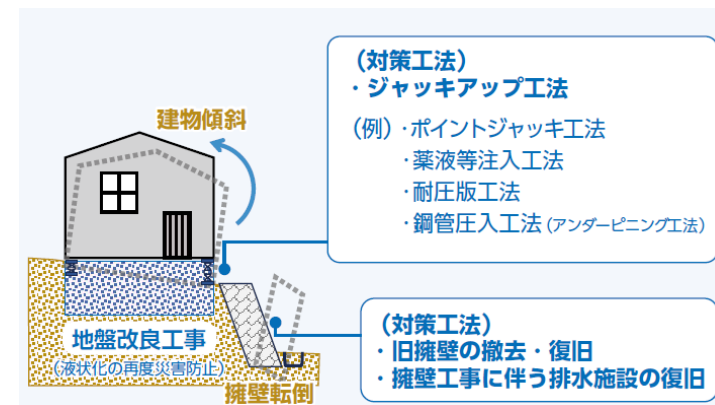 （対策工法）
・ジャッキアップ工法
（例）・ポイントジャッキ工法
・薬液等注入工法
・耐圧版工法
・鋼管圧入工法（アンダーピニング工法）
建物傾斜
地盤改良工事
（液状化の再度災害防止）
擁壁転倒
（対策工法）
・旧擁壁の撤去・復旧
・擁壁工事に伴う排水施設の復旧